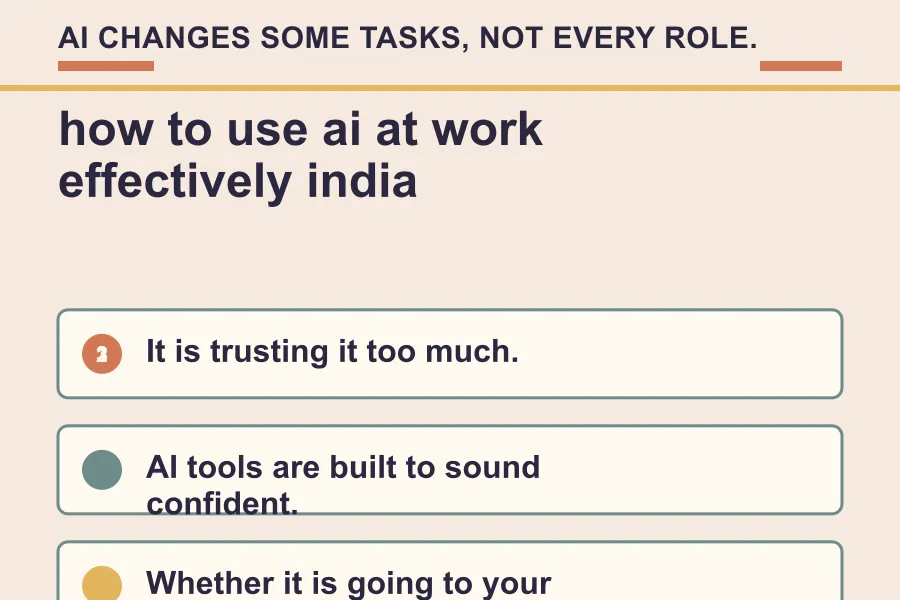 AI CHANGES SOME TASKS, NOT EVERY ROLE.
how to use ai at work
effectively india
It is trusting it too much.
AI tools are built to sound
confident.
Whether it is going to your